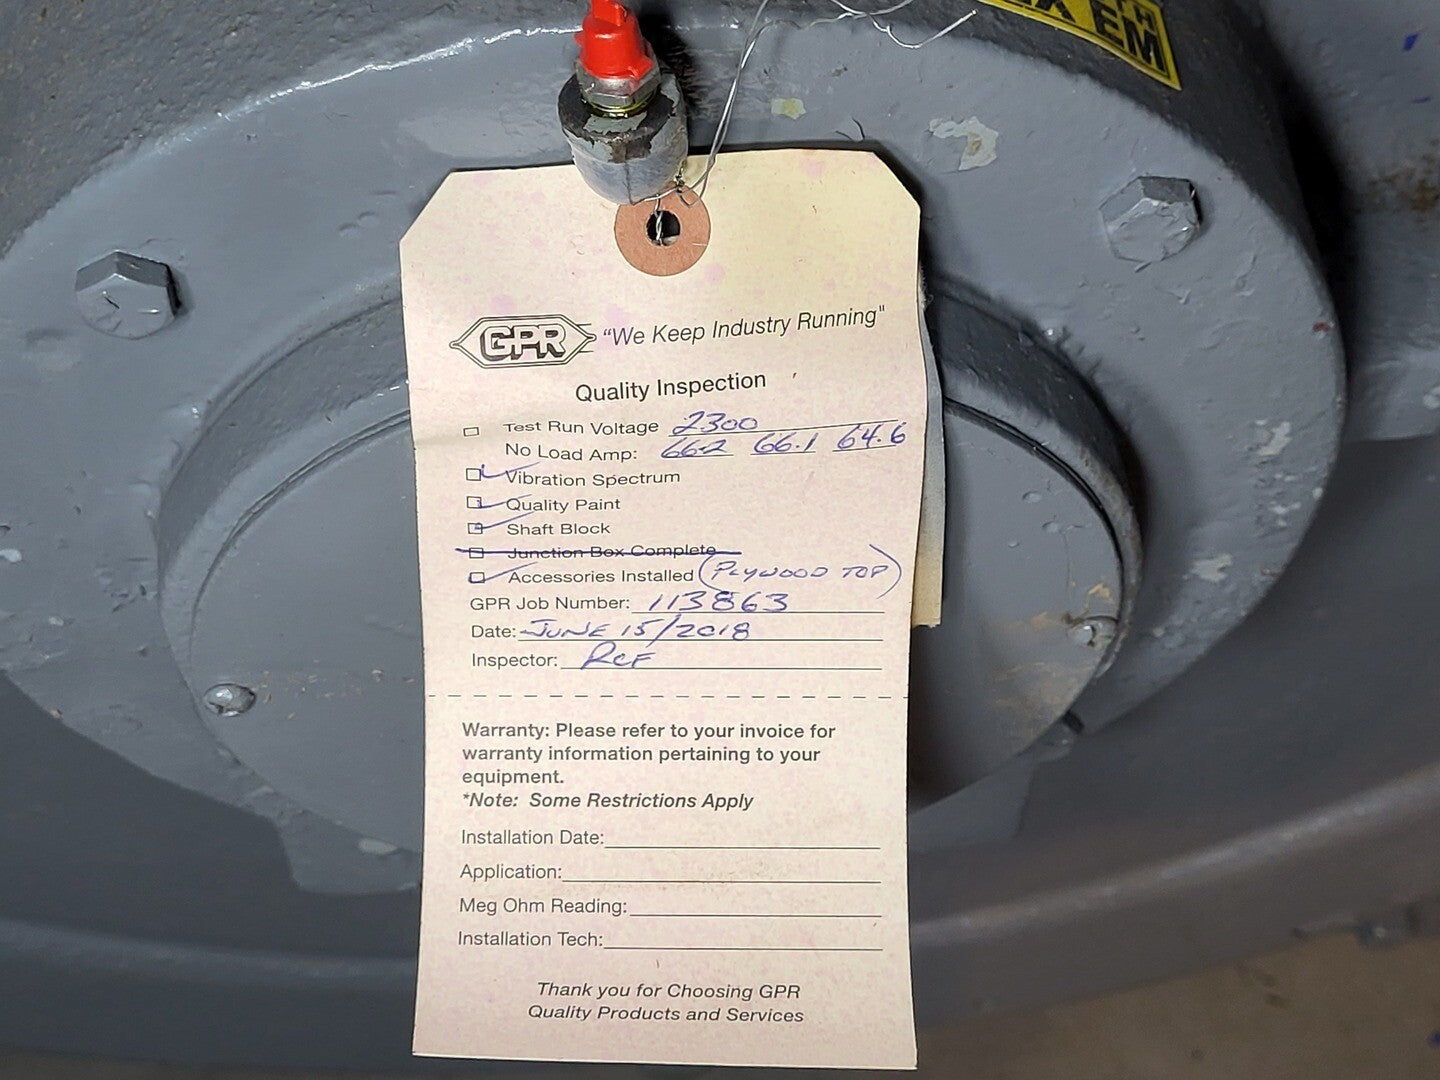 EX EM
GPR "We Keep Industry Running"
Quality Inspection
Test Run Voltage 2300
No Load Amp: 66.2 66.1 64.6
Vibration Spectrum
Quality Paint
Shaft Block
Junction Box Complete
Accessories Installed (PLYWOOD TOP)
GPR Job Number: 113863
Date: JUNE 15/2018
Inspector: RCF
Warranty: Please refer to your invoice for
warranty information pertaining to your
equipment.
*Note: Some Restrictions Apply
Installation Date:
Application:
Meg Ohm Reading:
Installation Tech:
Thank you for Choosing GPR
Quality Products and Services